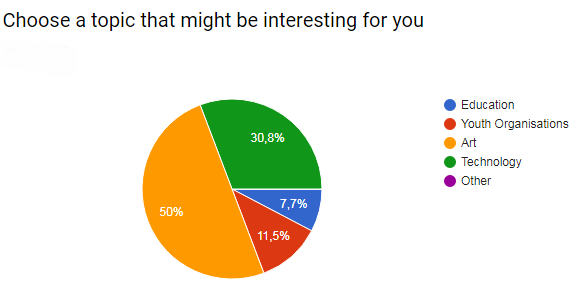 Choose a topic that might be interesting for you
30,8%
7,7%
50%
11,5%
Education
Youth Organisations
Art
Technology
Other